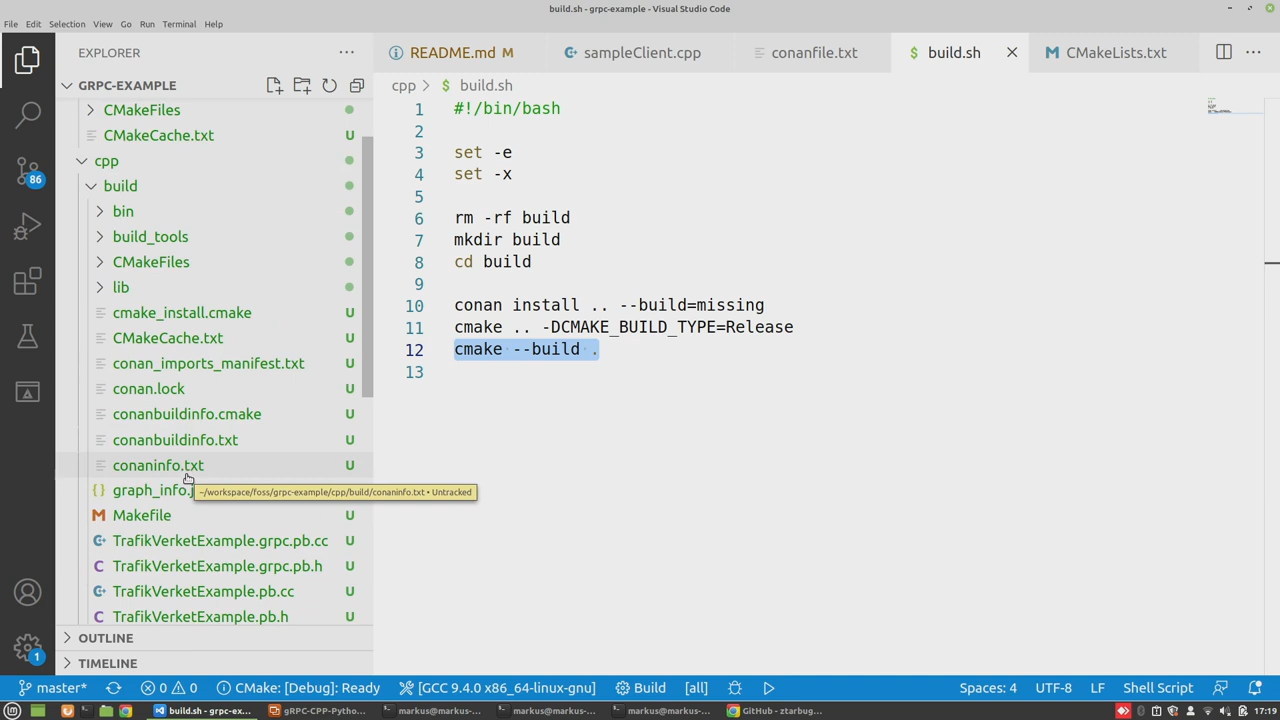 build.sh - grpc-example - Visual Studio Code
File Edit Selection View Go Run Terminal Help
EXPLORER
GRPC-EXAMPLE
CMakeFiles
CMakeCache.txt U
cpp
build
bin
build_tools
CMakeFiles
lib
cmake_install.cmake U
CMakeCache.txt U
conan_imports_manifest.txt U
conan.lock U
conanbuildinfo.cmake U
conanbuildinfo.txt U
conaninfo.txt U
graph_info.j
~/workspace/foss/grpc-example/cpp/build/conaninfo.txt • Untracked
Makefile U
TrafikVerketExample.grpc.pb.cc U
TrafikVerketExample.grpc.pb.h U
TrafikVerketExample.pb.cc U
TrafikVerketExample.pb.h U
OUTLINE
TIMELINE
86
1
README.md M
sampleClient.cpp
conanfile.txt
build.sh
CMakeLists.txt
cpp > $ build.sh
1 #!/bin/bash
2
3 set -e
4 set -x
5
6 rm -rf build
7 mkdir build
8 cd build
9
10 conan install .. --build=missing
11 cmake .. -DCMAKE_BUILD_TYPE=Release
12 cmake --build .
13
master* 0 0 CMake: [Debug]: Ready [GCC 9.4.0 x86_64-linux-gnu] Build [all] Spaces: 4 UTF-8 LF Shell Script
build.sh - grpc-ex... gRPC-CPP-Pytho... markus@markus-... markus@markus-... markus@markus-... GitHub - ztarbug... 17:19